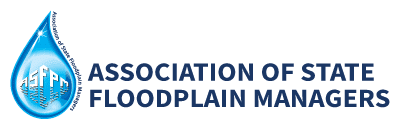 Association of State Floodplain Managers
ASFPM
ASSOCIATION OF STATE
FLOODPLAIN MANAGERS